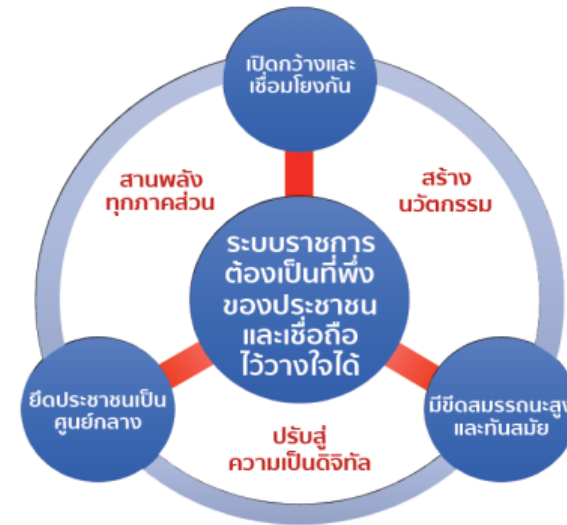 เปิดกว้างและ
เชื่อมโยงกัน
สานพลัง
ทุกภาคส่วน
สร้าง
นวัตกรรม
ระบบราชการ
ต้องเป็นที่พึ่ง
ของประชาชน
และเชื่อถือ
ไว้วางใจได้
ยึดประชาชนเป็น
ศูนย์กลาง
มีขีดสมรรถนะสูง
และทันสมัย
ปรับสู่
ความเป็นดิจิทัล